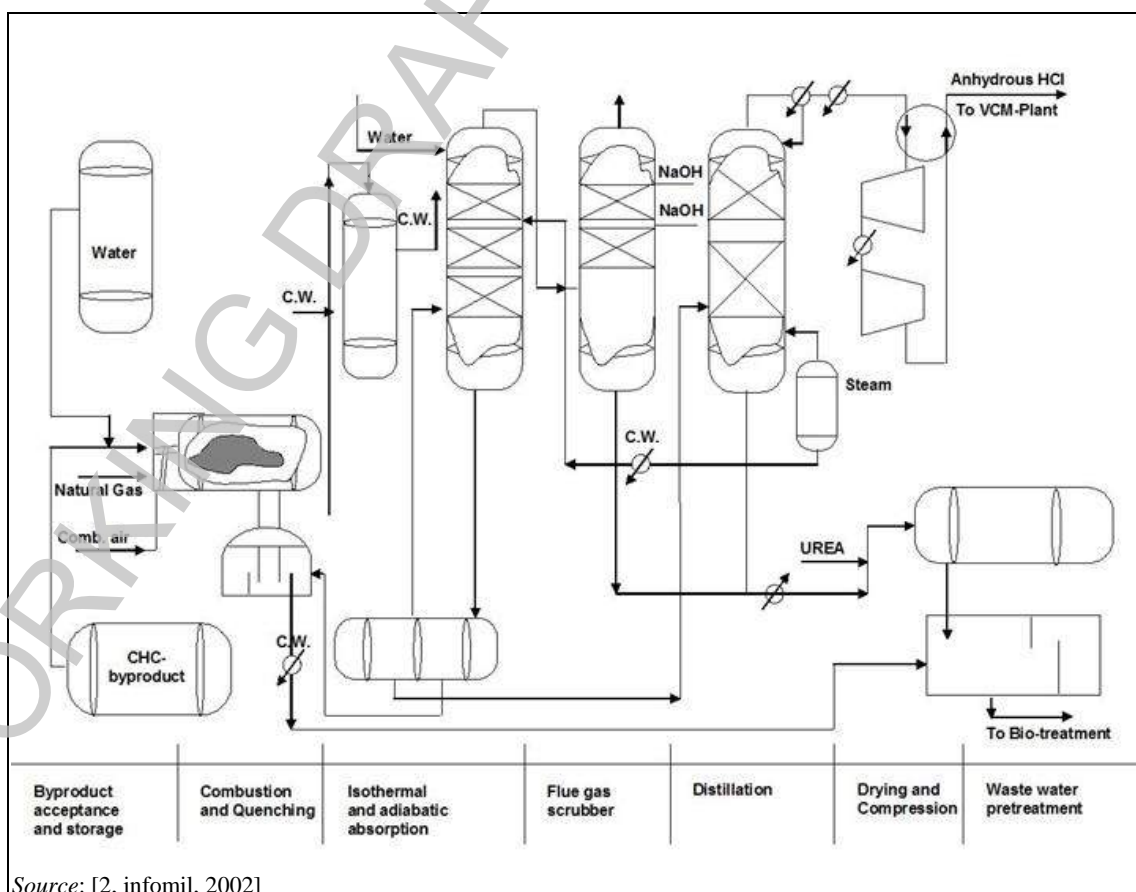 WORKING DRAF
Anhydrous HCl
To VCM-Plant
Water
NaOH
C.W.
NaOH
Water
C.W.
Steam
C.W.
Natural Gas
UREA
Comb. air
C.W.
CHC-
byproduct
To Bio-treatment
Byproduct
acceptance
and storage
Combustion
and Quenching
Isothermal
and adiabatic
absorption
Flue gas
scrubber
Distillation
Drying and
Compression
Waste water
pretreatment
Source: [2, infomil, 2002]